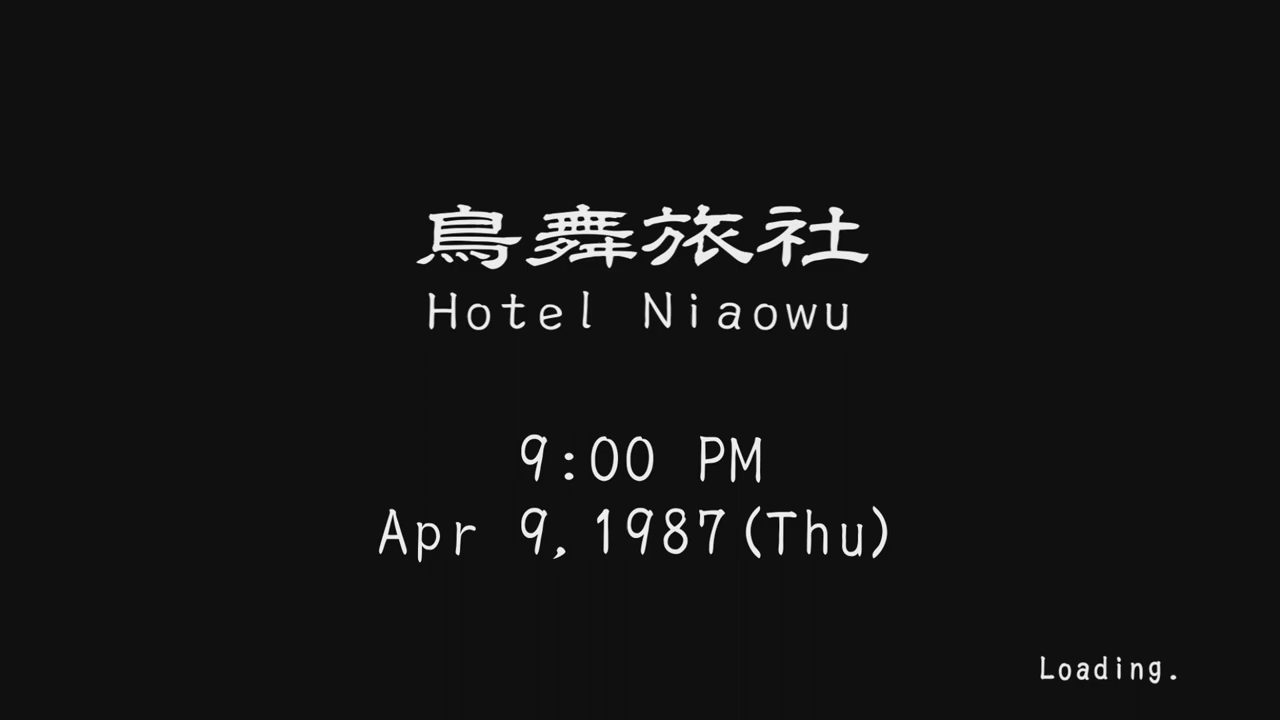 鳥舞旅社
Hotel Niaowu
9:00 PM
Apr 9,1987(Thu)
Loading.